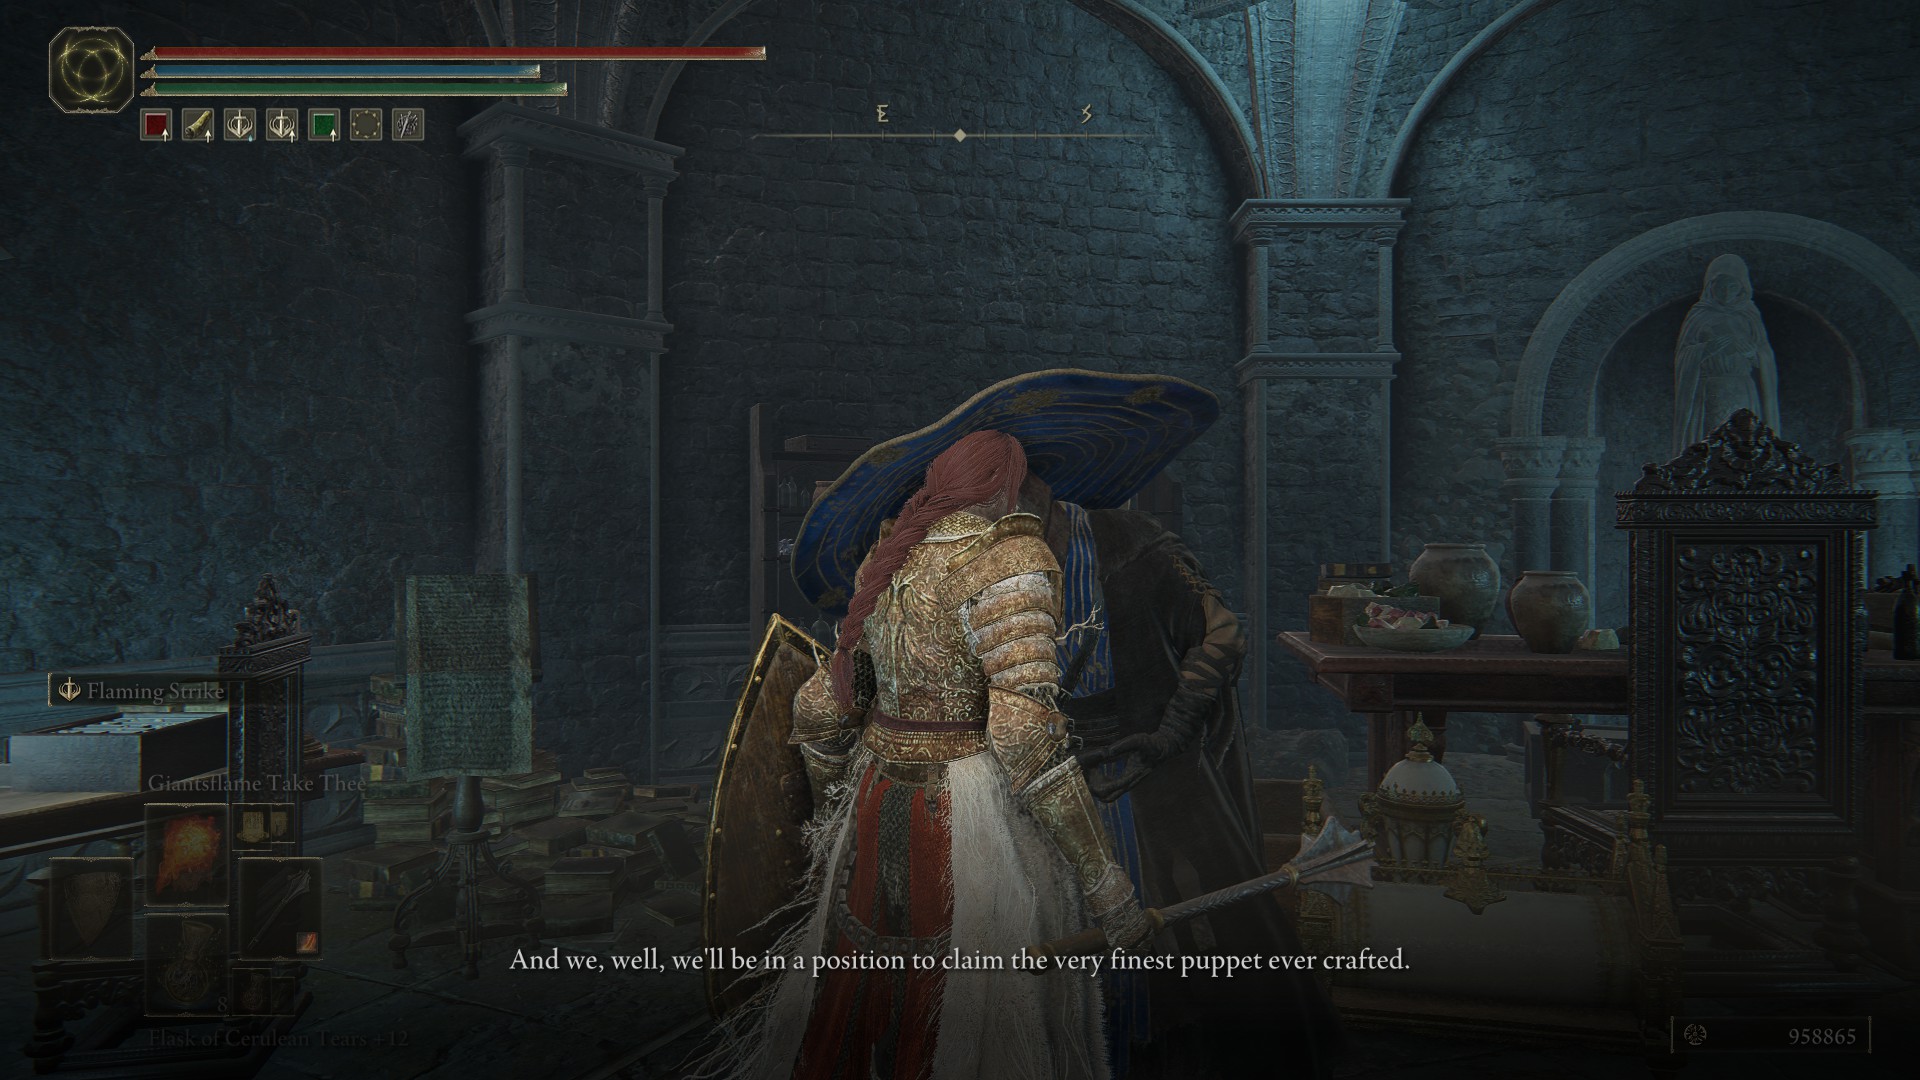 E S
Flaming Strike
Giantsflame Take Thee
And we, well, we'll be in a position to claim the very finest puppet ever crafted.
8
Flask of Cerulean Tears +12
958865